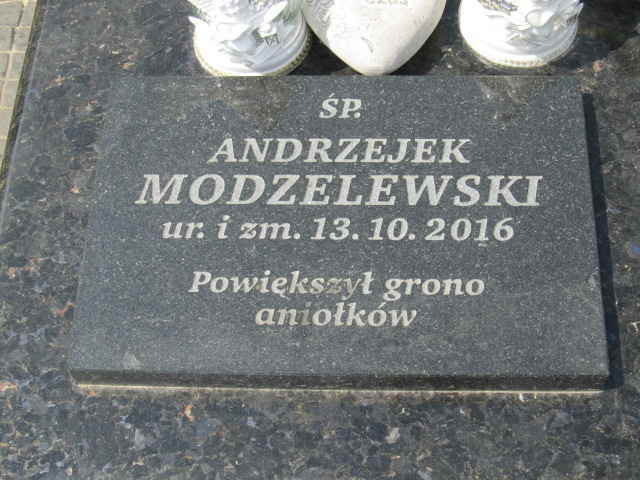 ŚP.
ANDRZEJEK
MODZELEWSKI
ur. i zm. 13. 10. 2016
Powiększył grono
aniołków